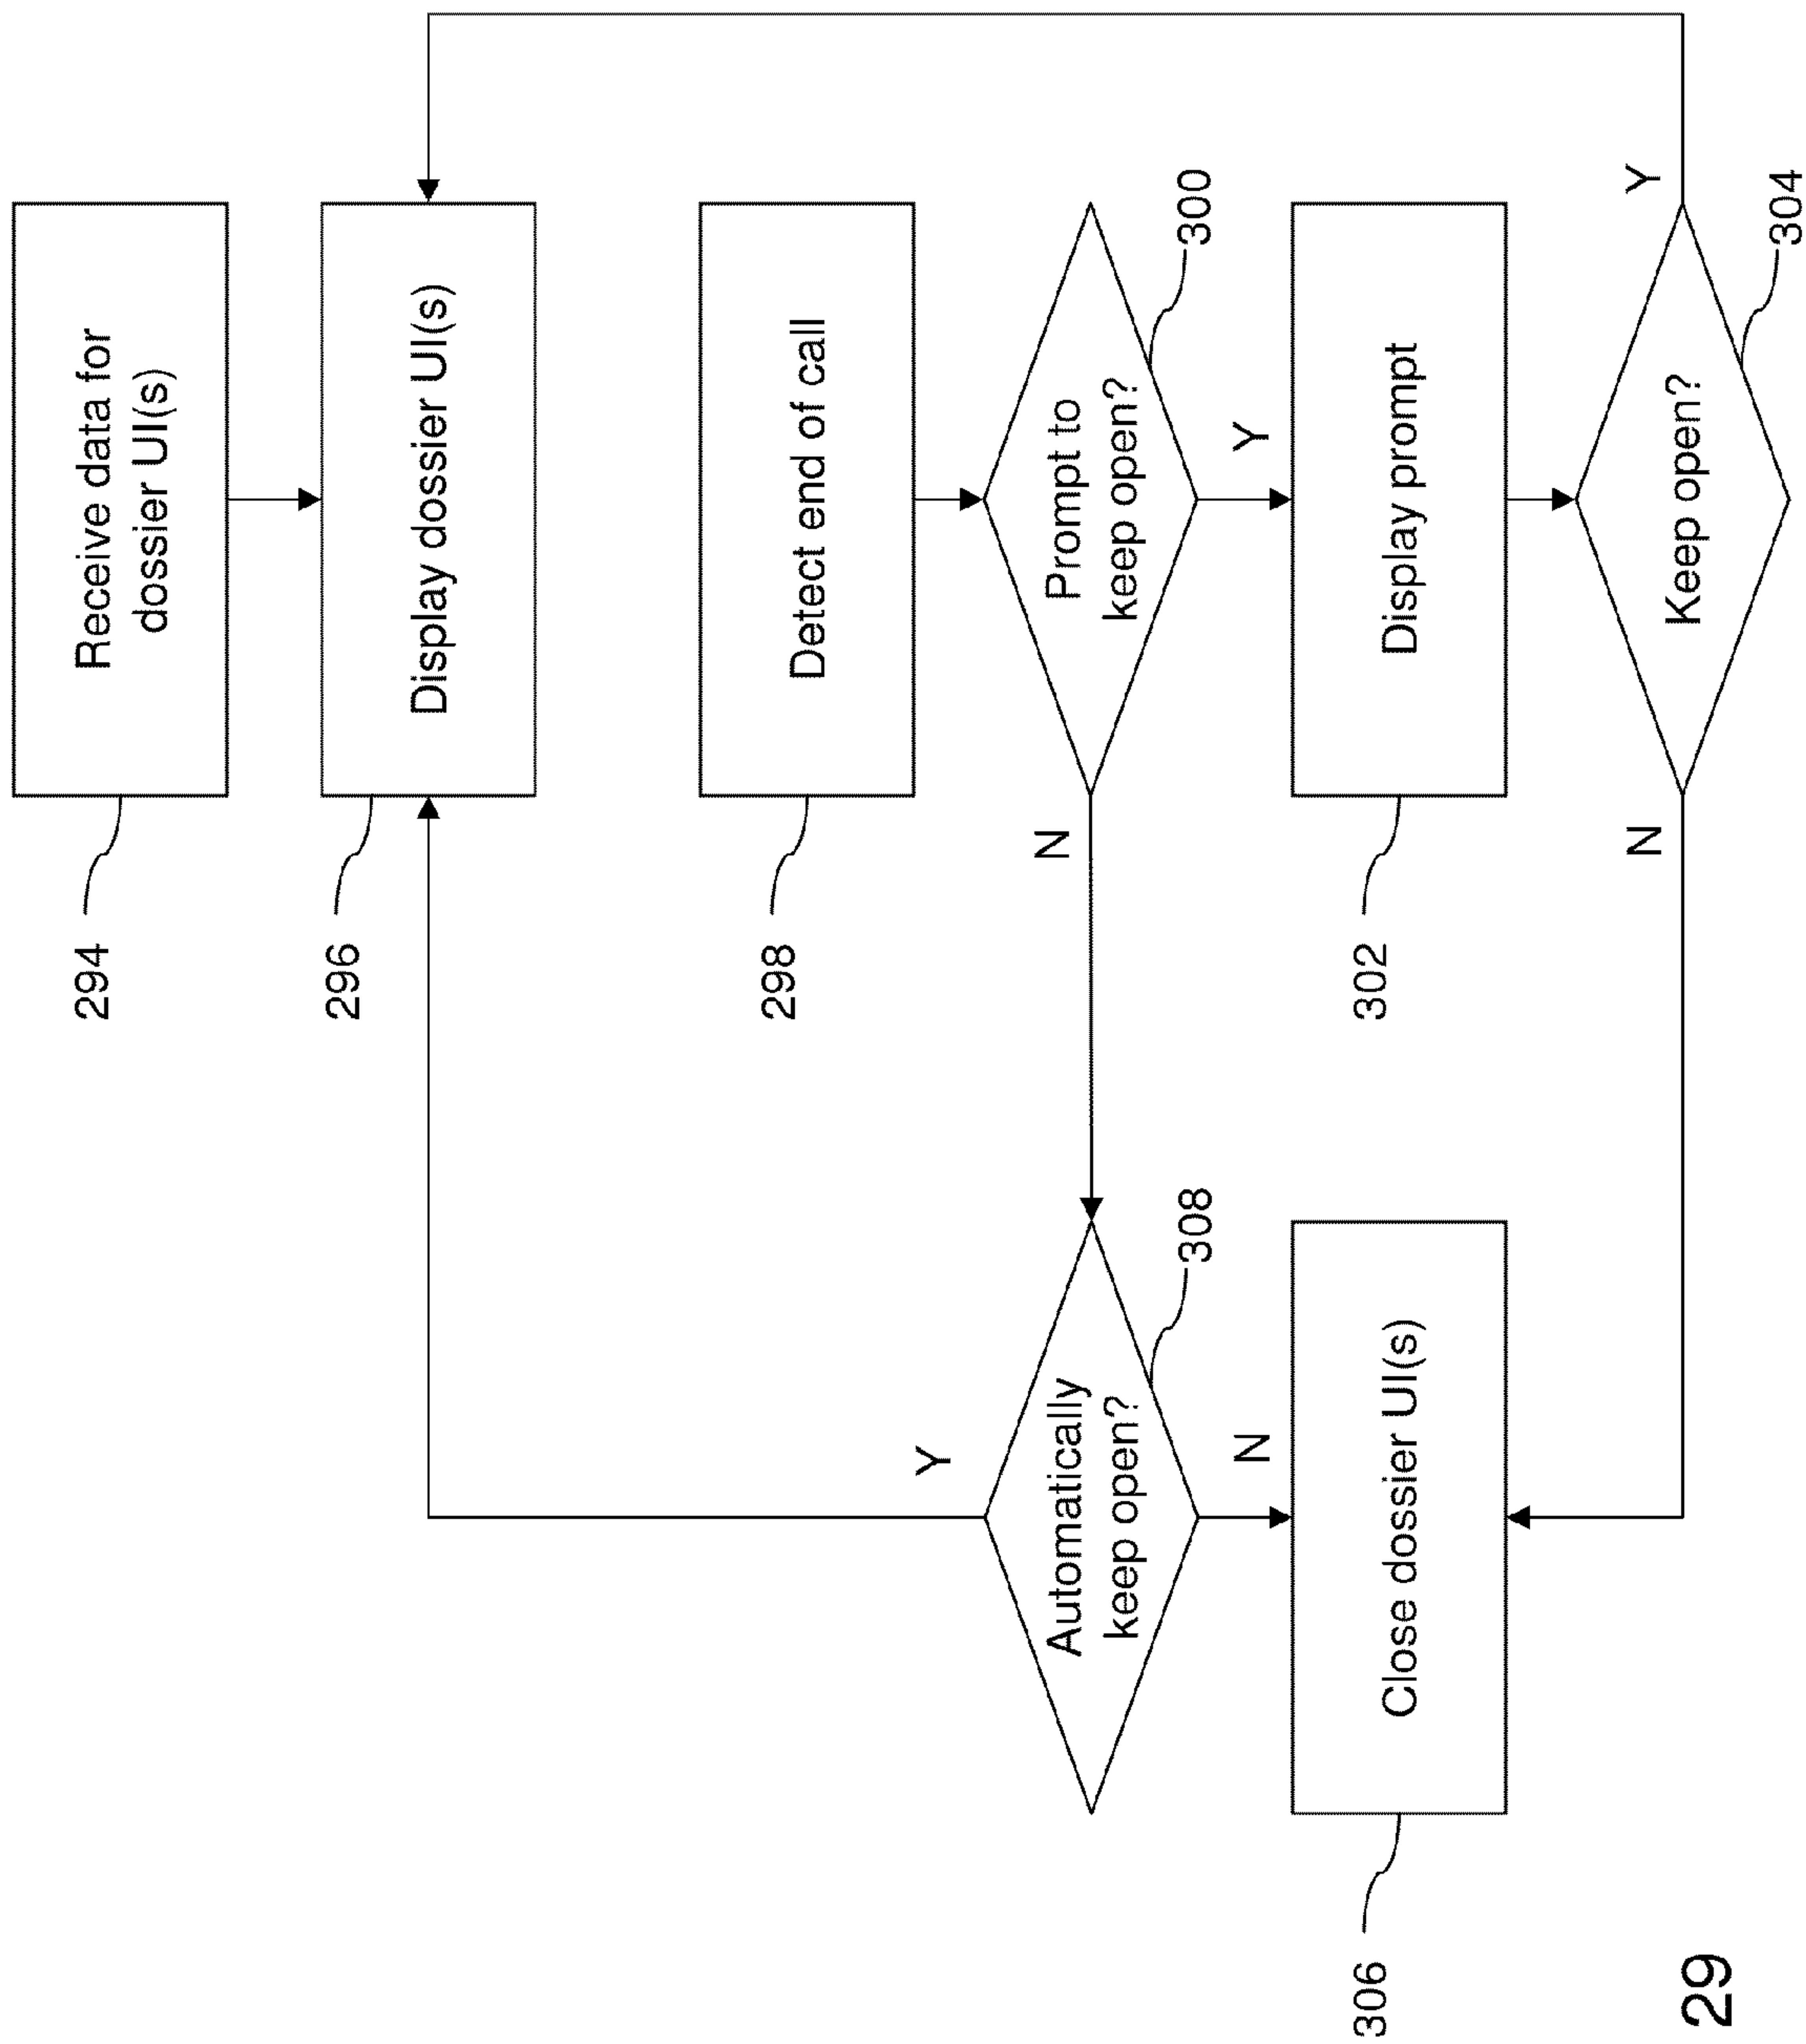 294
Receive data for
dossier UI(s)
296
Display dossier UI(s)
298
Detect end of call
Prompt to
keep open?
300
N
Y
302
Display prompt
Keep open?
304
Y
N
Automatically
keep open?
308
Y
N
306
Close dossier UI(s)
29